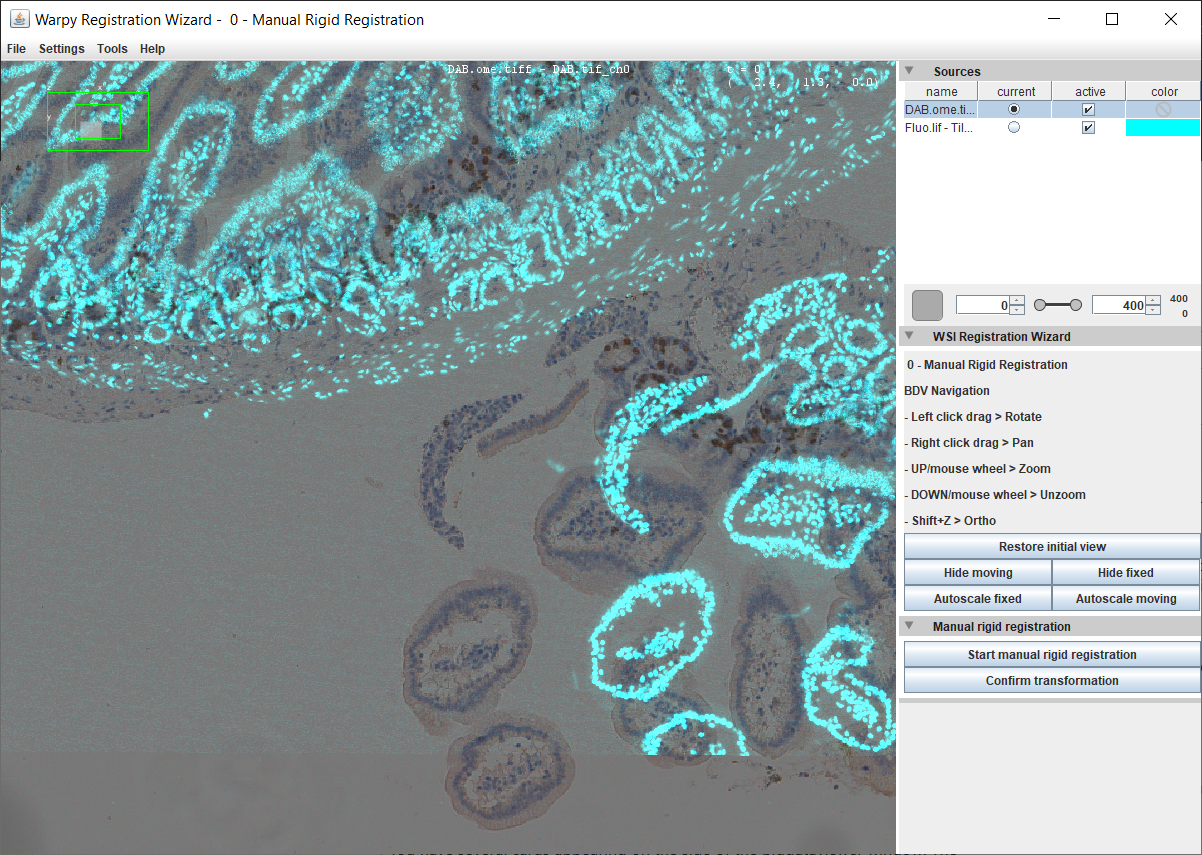 Warpy Registration Wizard -  0 - Manual Rigid Registration
File Settings Tools Help
DAB.ome.tiff - DAB.tif_ch0
t = 0
( 2.4, 1.3, 0.0)
Sources
name current active color
DAB.ome.ti...
Fluo.lif - Til...
0 400 400
0
WSI Registration Wizard
0 - Manual Rigid Registration
BDV Navigation
- Left click drag > Rotate
- Right click drag > Pan
- UP/mouse wheel > Zoom
- DOWN/mouse wheel > Unzoom
- Shift+Z > Ortho
Restore initial view
Hide moving Hide fixed
Autoscale fixed Autoscale moving
Manual rigid registration
Start manual rigid registration
Confirm transformation